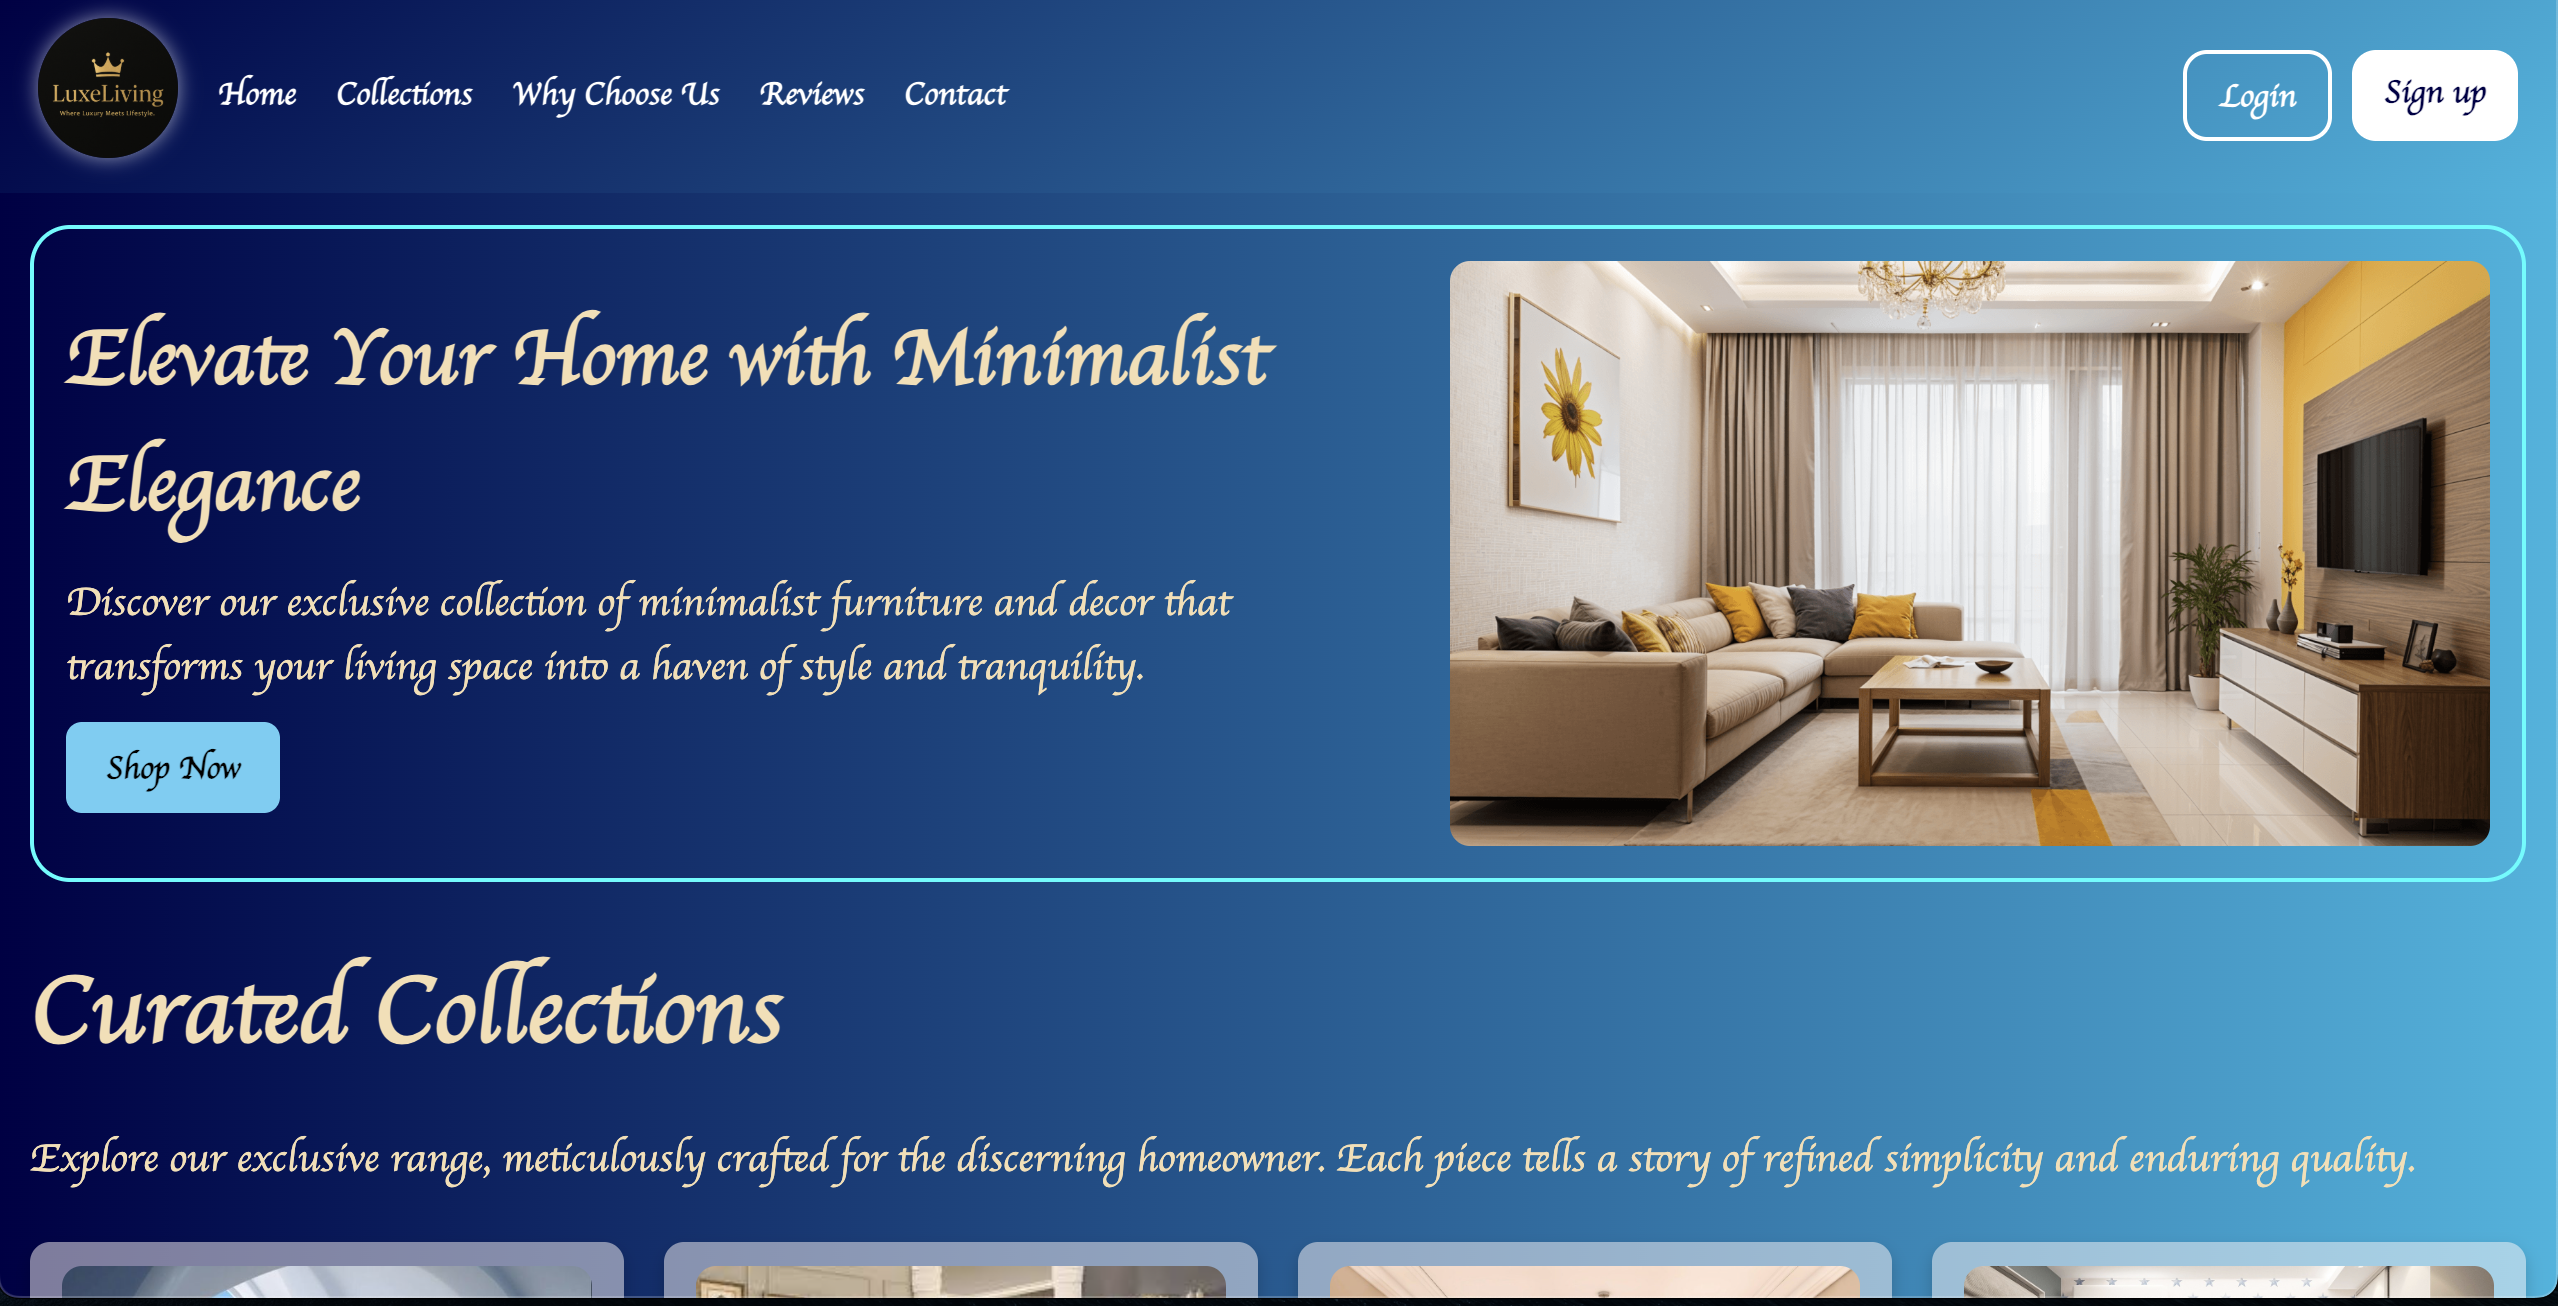 LuxeLiving
Where Luxury Meets Lifestyle.
Home Collections Why Choose Us Reviews Contact
Login
Sign up
Elevate Your Home with Minimalist
Elegance
Discover our exclusive collection of minimalist furniture and decor that
transforms your living space into a haven of style and tranquility.
Shop Now
Curated Collections
Explore our exclusive range, meticulously crafted for the discerning homeowner. Each piece tells a story of refined simplicity and enduring quality.